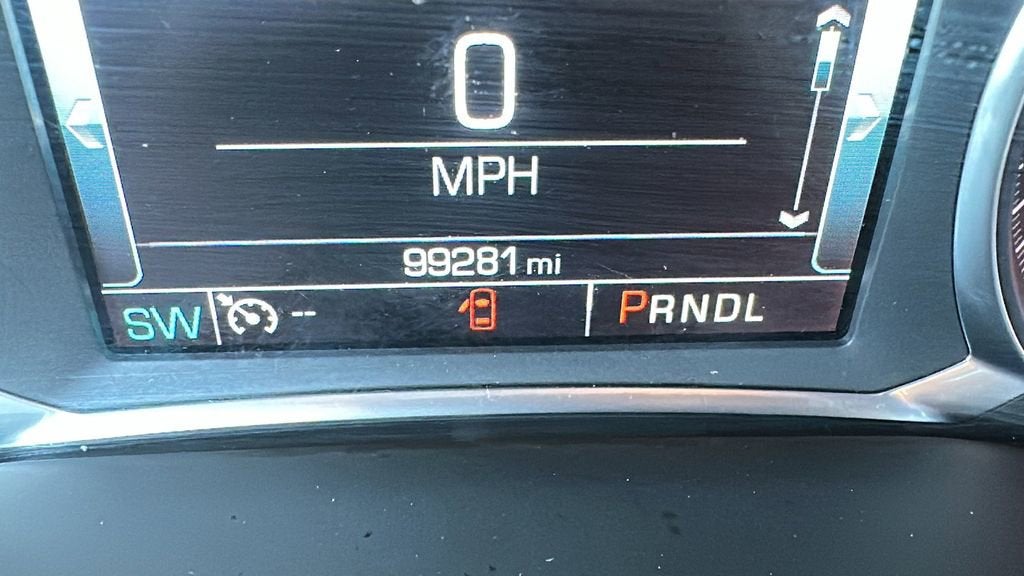 0
MPH
99281 mi
SW -- PRNDL